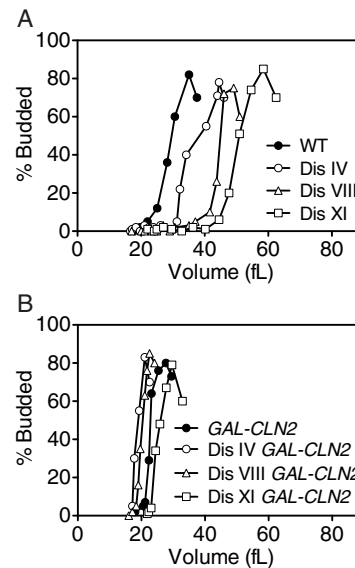 A
% Budded
100
80
60
40
20
0
WT
Dis IV
Dis VIII
Dis XI
0 20 40 60 80
Volume (fL)
B
% Budded
100
80
60
40
20
0
GAL-CLN2
Dis IV GAL-CLN2
Dis VIII GAL-CLN2
Dis XI GAL-CLN2
0 20 40 60 80
Volume (fL)